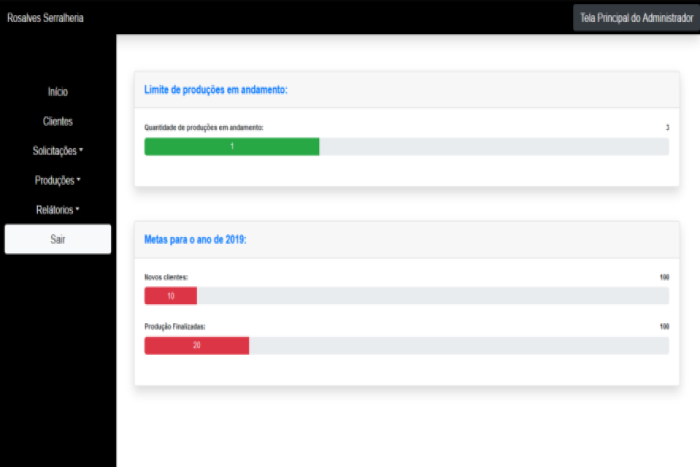 Rosalves Serralheria
Tela Principal do Administrador
Início
Clientes
Solicitações
Produções
Relátorios
Sair
Limite de produções em andamento:
Quantidade de produções em andamento: 3
1
Metas para o ano de 2019:
Novos clientes: 100
10
Produção Finalizadas: 100
20